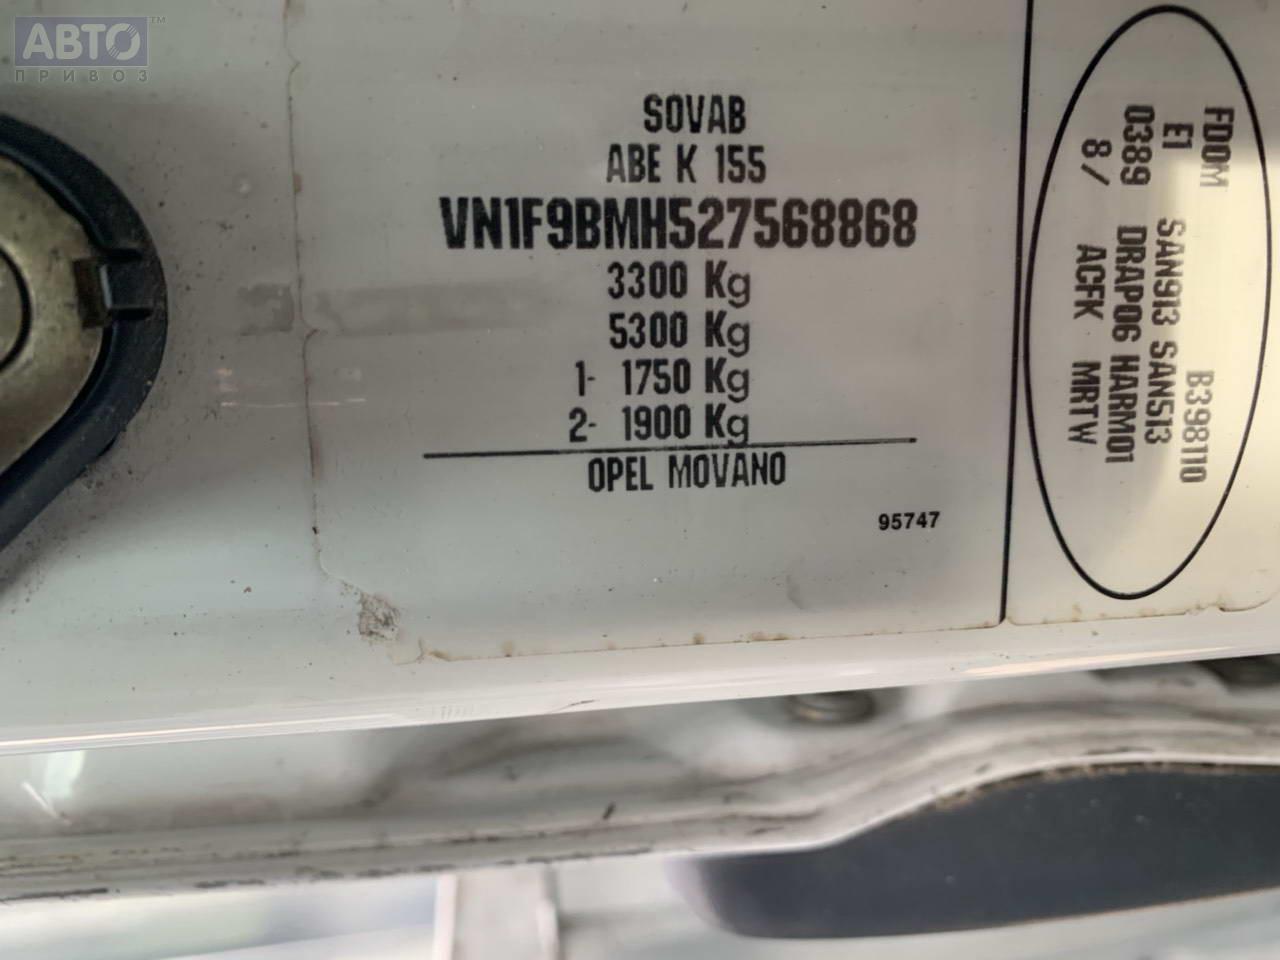 АВТО™
ПРИВОЗ
SOVAB
ABE K 155
VN1F9BMH527568868
3300 Kg
5300 Kg
1- 1750 Kg
2- 1900 Kg
OPEL MOVANO
95747
FDOM B398110
E1 SAN913 SAN513
0389 DRAP06 HARM01
8/ ACFK MRTW